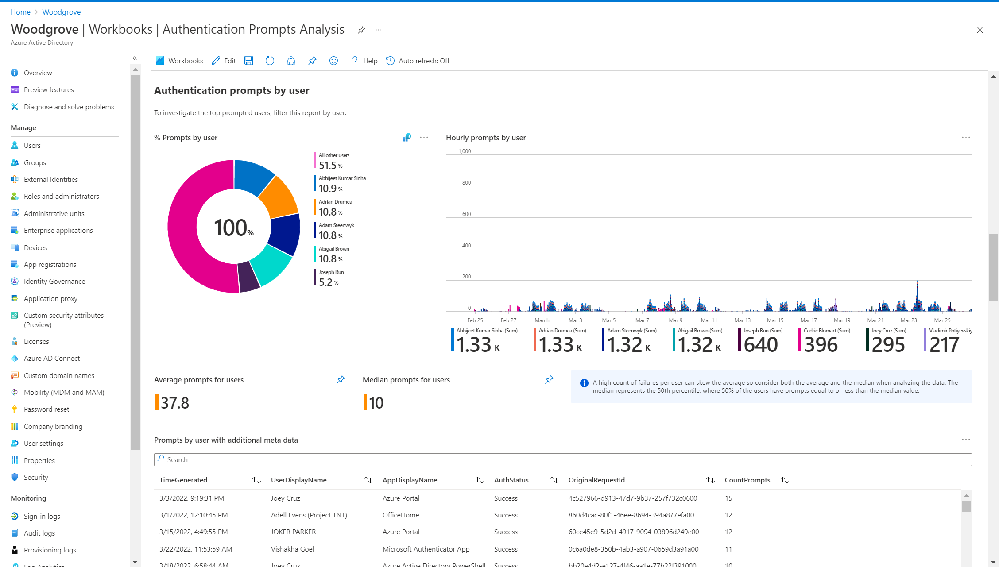 Home > Woodgrove
Woodgrove | Workbooks | Authentication Prompts Analysis
Azure Active Directory
Overview
Preview features
Diagnose and solve problems
Manage
Users
Groups
External Identities
Roles and administrators
Administrative units
Enterprise applications
Devices
App registrations
Identity Governance
Application proxy
Custom security attributes
(Preview)
Licenses
Azure AD Connect
Custom domain names
Mobility (MDM and MAM)
Password reset
Company branding
User settings
Properties
Security
Monitoring
Sign-in logs
Audit logs
Provisioning logs
Log Analytics
Workbooks Edit Help Auto refresh: Off
Authentication prompts by user
To investigate the top prompted users, filter this report by user.
% Prompts by user
100%
All other users
51.5 %
Abhijeet Kumar Sinha
10.9 %
Adrian Drumea
10.8 %
Adam Steenwyk
10.8 %
Abigail Brown
10.8 %
Joseph Run
5.2 %
Hourly prompts by user
1,000
800
600
400
200
0
Feb 25 Feb 27 March Mar 3 Mar 5 Mar 7 Mar 9 Mar 11 Mar 13 Mar 15 Mar 17 Mar 19 Mar 21 Mar 23 Mar 25
Abhijeet Kumar Sinha (Sum) Adrian Drumea (Sum) Adam Steenwyk (Sum) Abigail Brown (Sum) Joseph Run (Sum) Cedric Blomart (Sum) Joey Cruz (Sum) Vladimir Potiyevskiy
1.33 K 1.33 K 1.32 K 1.32 K 640 396 295 217
Average prompts for users
37.8
Median prompts for users
10
A high count of failures per user can skew the average so consider both the average and the median when analyzing the data. The
median represents the 50th percentile, where 50% of the users have prompts equal to or less than the median value.
Prompts by user with additional meta data
Search
TimeGenerated UserDisplayName AppDisplayName AuthStatus OriginalRequestId CountPrompts
3/3/2022, 9:19:31 PM Joey Cruz Azure Portal Success 4c527966-d913-47d7-9b37-257f732c0600 15
3/1/2022, 12:10:45 PM Adell Evens (Project TNT) OfficeHome Success 860d4cac-80f1-46ee-8694-394a877efa00 12
3/15/2022, 4:49:55 PM JOKER PARKER Azure Portal Success 60ce45e9-5d2d-4917-9094-03896d249e00 12
3/22/2022, 11:53:59 AM Vishakha Goel Microsoft Authenticator App Success 0c6a0de8-350b-4ab3-a907-0659d3a91a00 11
3/18/2022, 6:58:44 AM Joey Cruz Azure Active Directory PowerShell Success bb20e4d2-e127-4f46-aa1e-77b22f391000 10